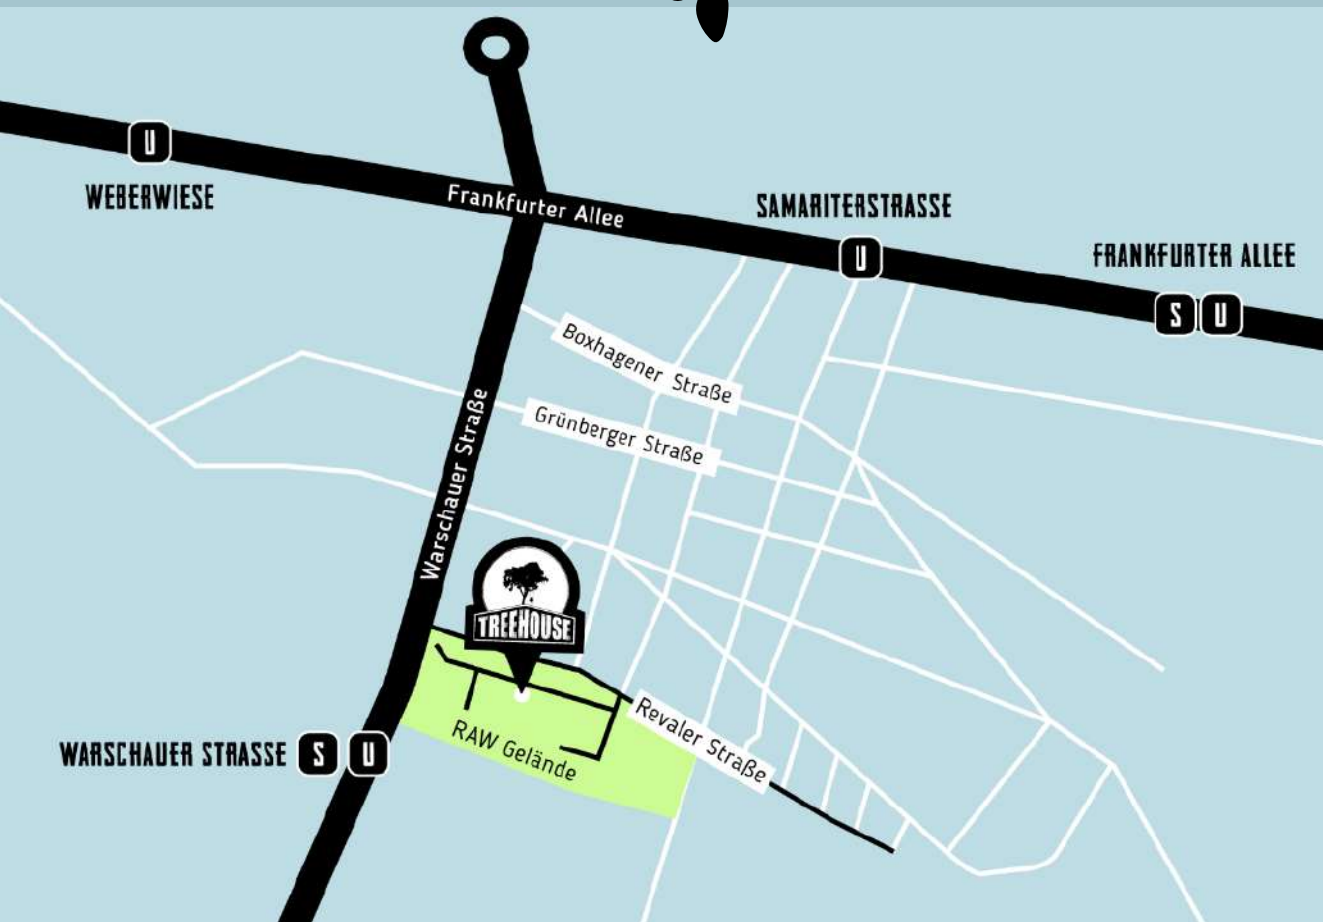 U
WEBERWIESE
Frankfurter Allee
SAMARITERSTRASSE
U
FRANKFURTER ALLEE
S U
Boxhagener Straße
Grünberger Straße
Warschauer Straße
TREEHOUSE
Revaler Straße
RAW Gelände
WARSCHAUER STRASSE S U